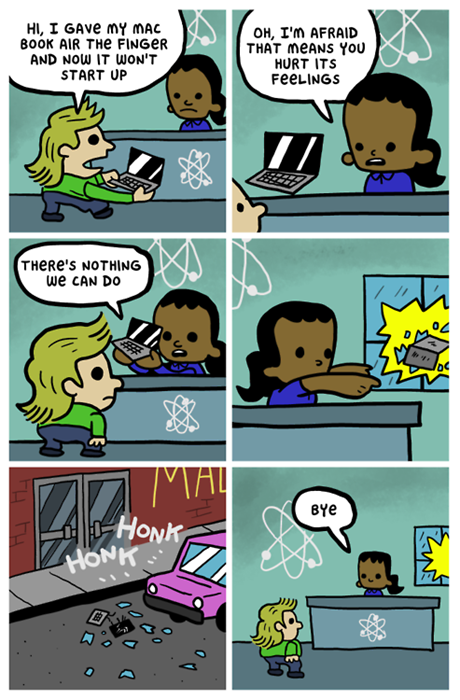 HI, I GAVE MY MAC
BOOK AIR THE FINGER
AND NOW IT WON'T
START UP
OH, I'M AFRAID
THAT MEANS YOU
HURT ITS
FEELINGS
THERE'S NOTHING
WE CAN DO
MAD
HONK
HONK
BYE